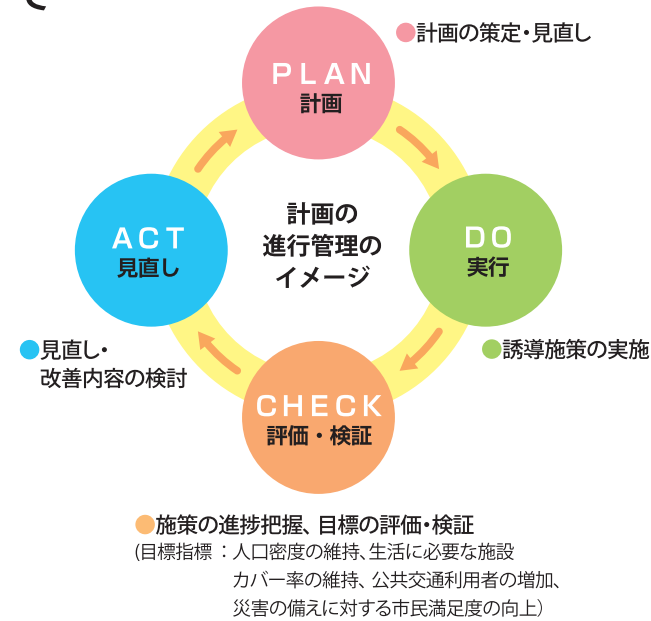 PLAN
計画
●計画の策定・見直し
DO
実行
●誘導施策の実施
計画の
進行管理の
イメージ
ACT
見直し
●見直し・
改善内容の検討
CHECK
評価・検証
●施策の進捗把握、目標の評価・検証
(目標指標 : 人口密度の維持、生活に必要な施設
カバー率の維持、公共交通利用者の増加、
災害の備えに対する市民満足度の向上)